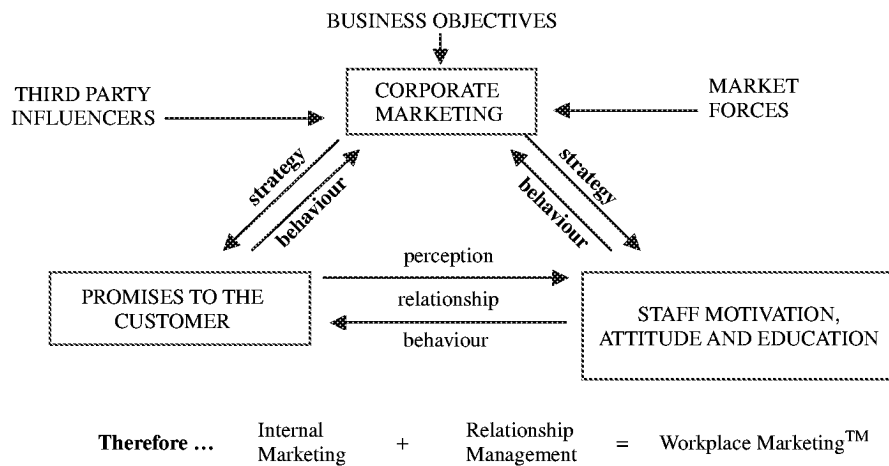 BUSINESS OBJECTIVES
THIRD PARTY
INFLUENCERS
CORPORATE
MARKETING
MARKET
FORCES
strategy
behaviour
behaviour
strategy
perception
PROMISES TO THE
CUSTOMER
relationship
STAFF MOTIVATION,
ATTITUDE AND EDUCATION
behaviour
Therefore ... Internal Marketing + Relationship Management = Workplace Marketing™